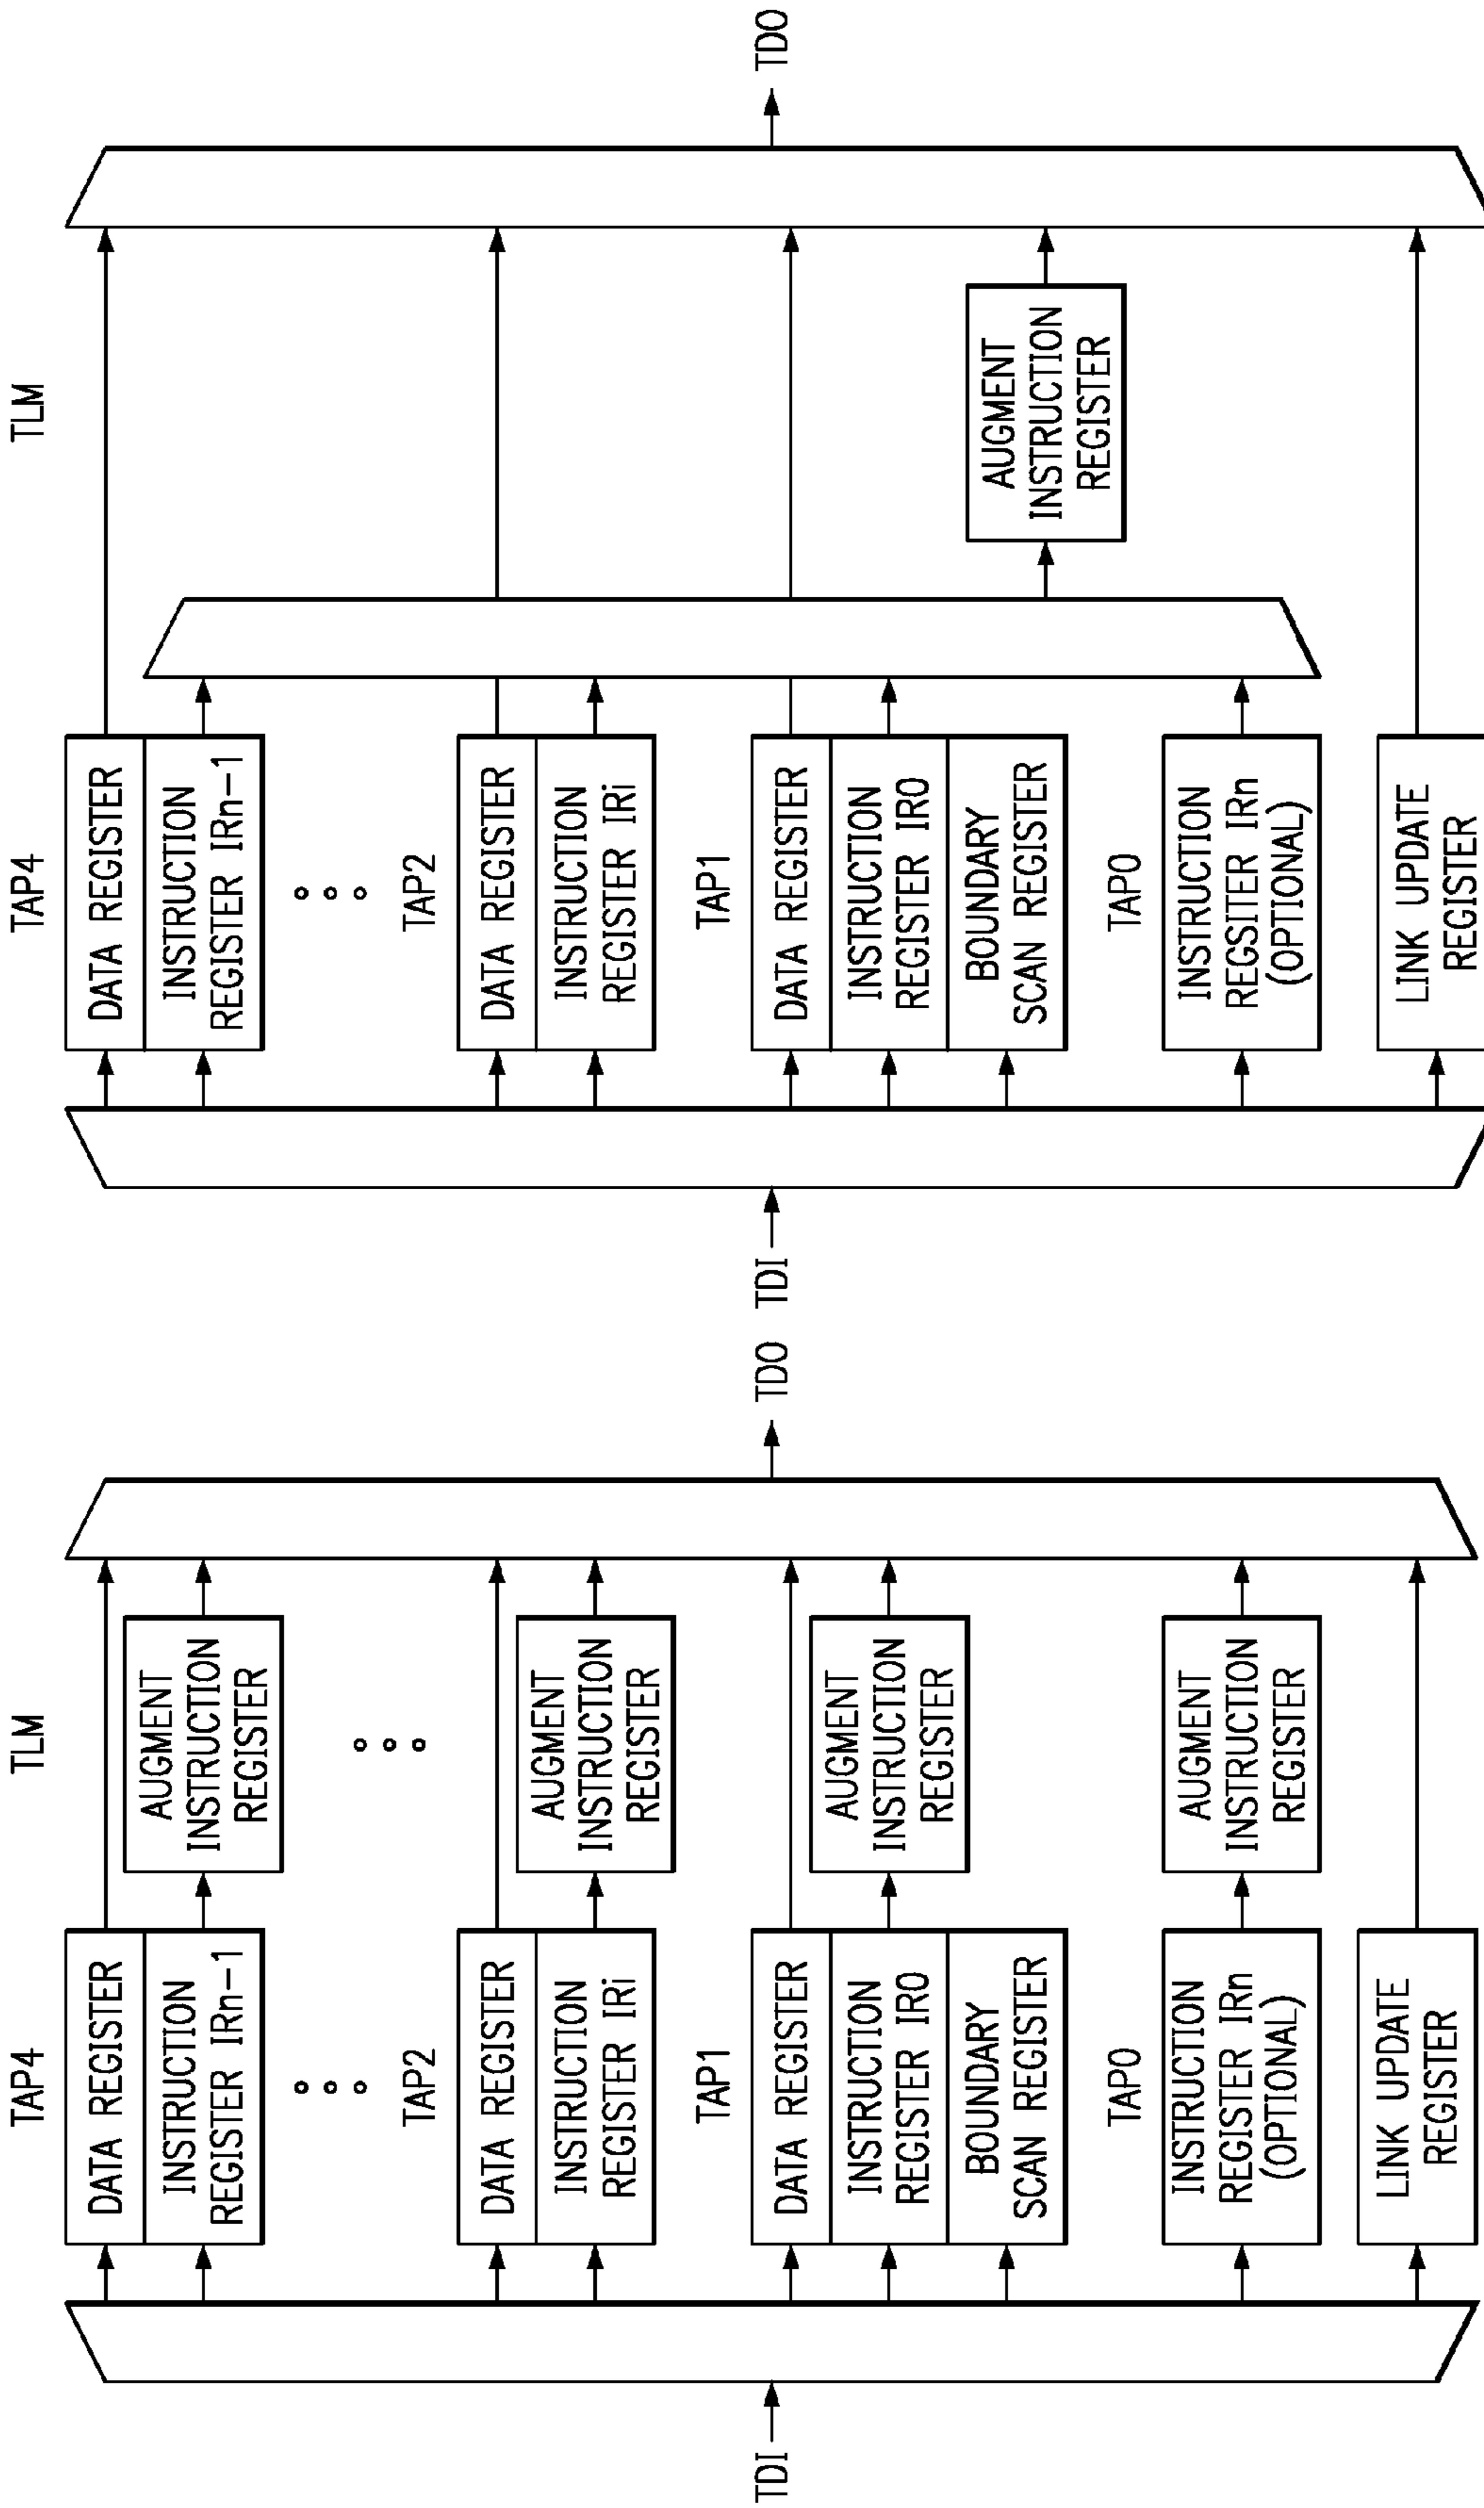 TAP4
TLM
DATA REGISTER
INSTRUCTION
REGISTER IRn-1
AUGMENT
INSTRUCTION
REGISTER
TAP2
DATA REGISTER
INSTRUCTION
REGISTER IRi
AUGMENT
INSTRUCTION
REGISTER
TAP1
TDI
TDO
DATA REGISTER
INSTRUCTION
REGISTER IR0
BOUNDARY
SCAN REGISTER
AUGMENT
INSTRUCTION
REGISTER
TAP0
INSTRUCTION
REGISTER IRn
(OPTIONAL)
AUGMENT
INSTRUCTION
REGISTER
LINK UPDATE
REGISTER
TAP4
TLM
DATA REGISTER
INSTRUCTION
REGISTER IRn-1
TAP2
DATA REGISTER
INSTRUCTION
REGISTER IRi
TAP1
TDI
TDO
DATA REGISTER
INSTRUCTION
REGISTER IR0
BOUNDARY
SCAN REGISTER
AUGMENT
INSTRUCTION
REGISTER
TAP0
INSTRUCTION
REGSITER IRn
(OPTIONAL)
LINK UPDATE
REGISTER